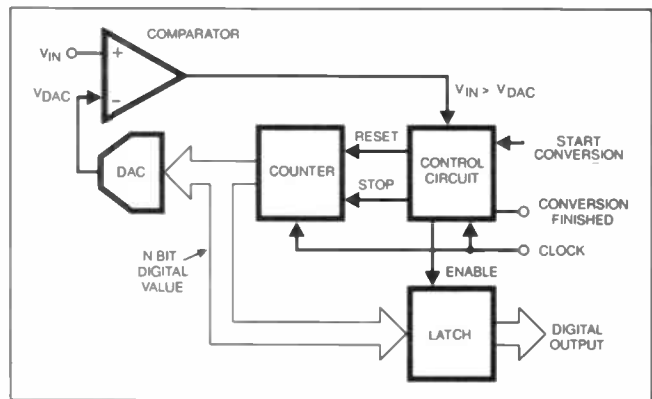 COMPARATOR
VIN
+
VDAC
−
VIN > VDAC
DAC
COUNTER
RESET
STOP
CONTROL
CIRCUIT
START
CONVERSION
CONVERSION
FINISHED
CLOCK
ENABLE
N BIT
DIGITAL
VALUE
LATCH
DIGITAL
OUTPUT